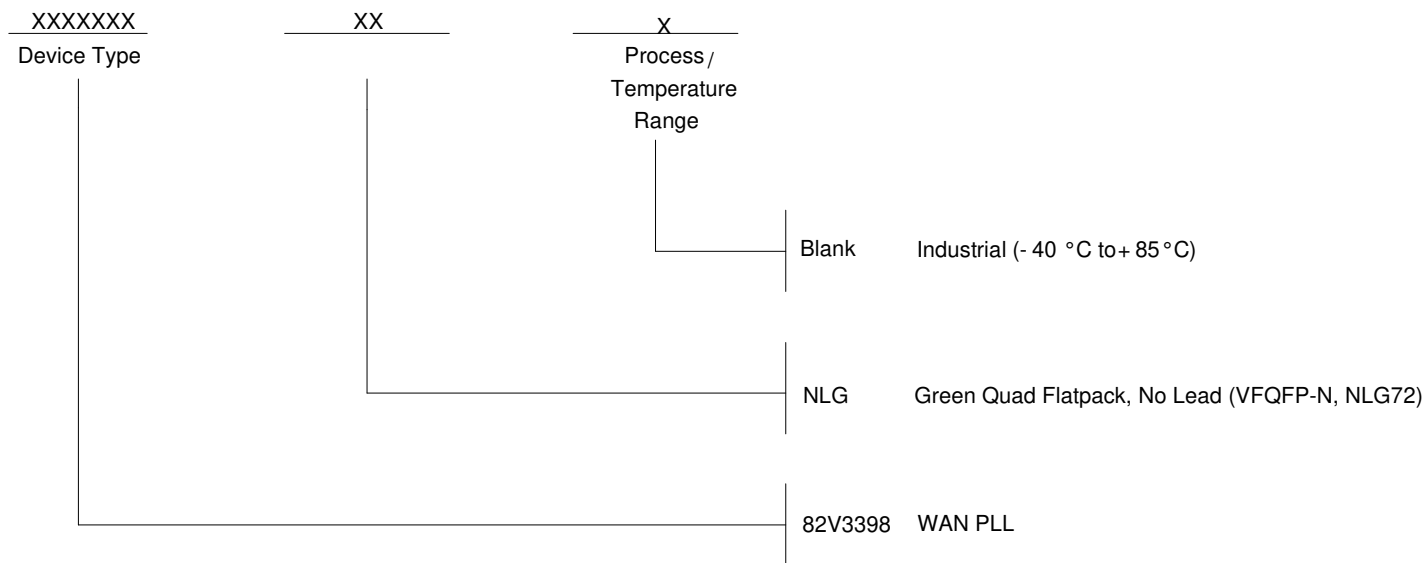 XXXXXXX XX X
Device Type Process /
Temperature
Range
Blank Industrial (- 40 °C to+ 85°C)
NLG Green Quad Flatpack, No Lead (VFQFP-N, NLG72)
82V3398 WAN PLL